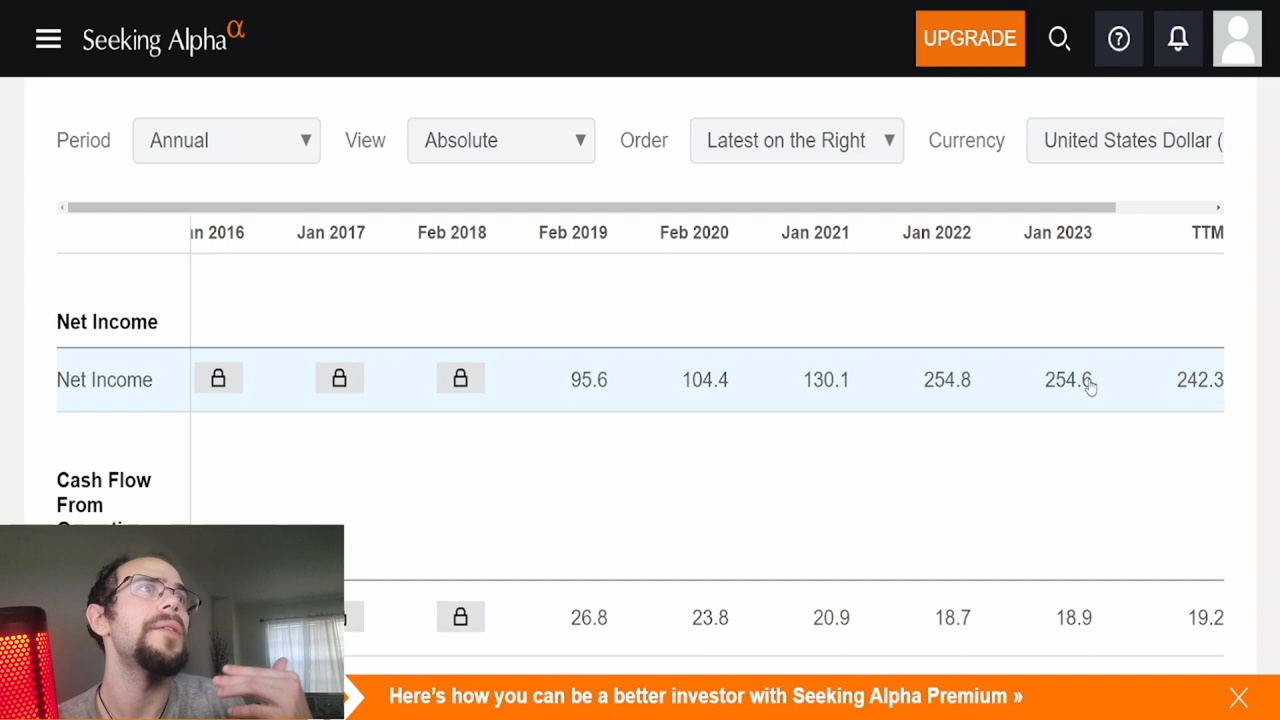 Seeking Alpha α
UPGRADE
Period Annual View Absolute Order Latest on the Right Currency United States Dollar (
n 2016 Jan 2017 Feb 2018 Feb 2019 Feb 2020 Jan 2021 Jan 2022 Jan 2023 TTM
Net Income
Net Income 95.6 104.4 130.1 254.8 254.6 242.3
Cash Flow
From
26.8 23.8 20.9 18.7 18.9 19.2
Here's how you can be a better investor with Seeking Alpha Premium »